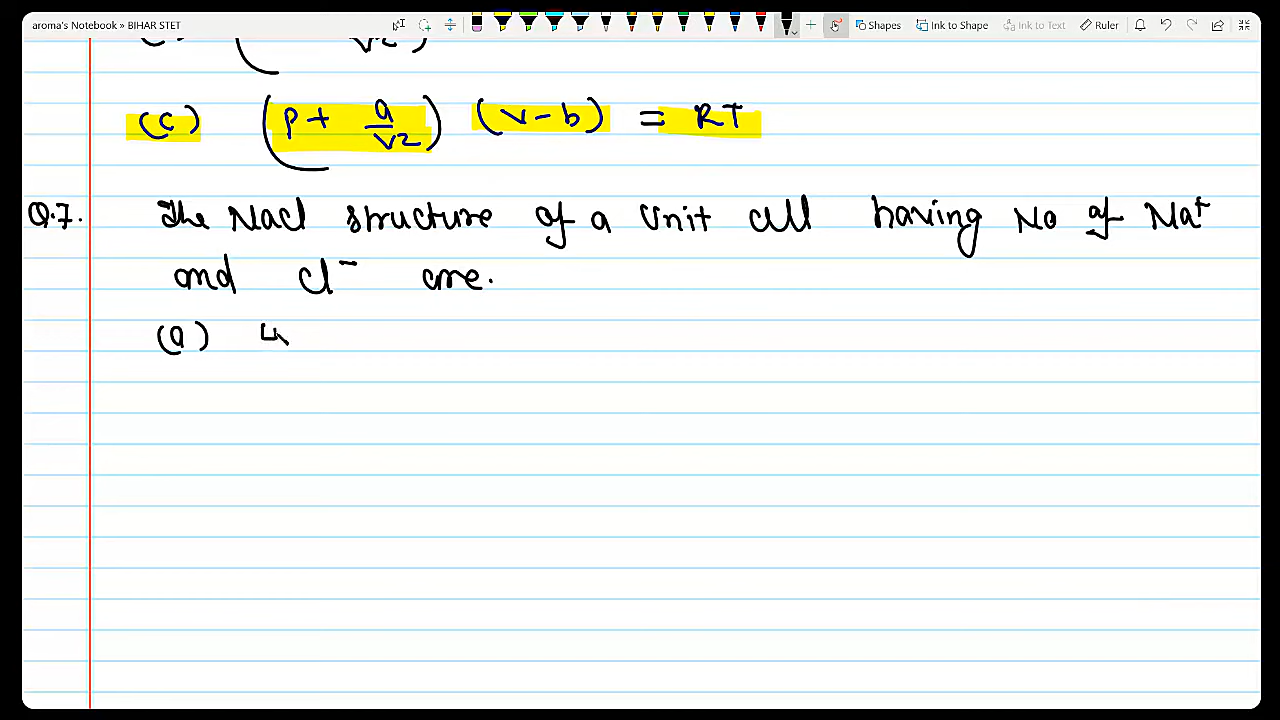 aroma's Notebook » BIHAR STET
Shapes Ink to Shape Ink to Text Ruler
V2)
(c) (P + a/V2) (V - b) = RT
Q.7. The NaCl structure of a Unit cell having No of Na+
and Cl- are.
(a) 4